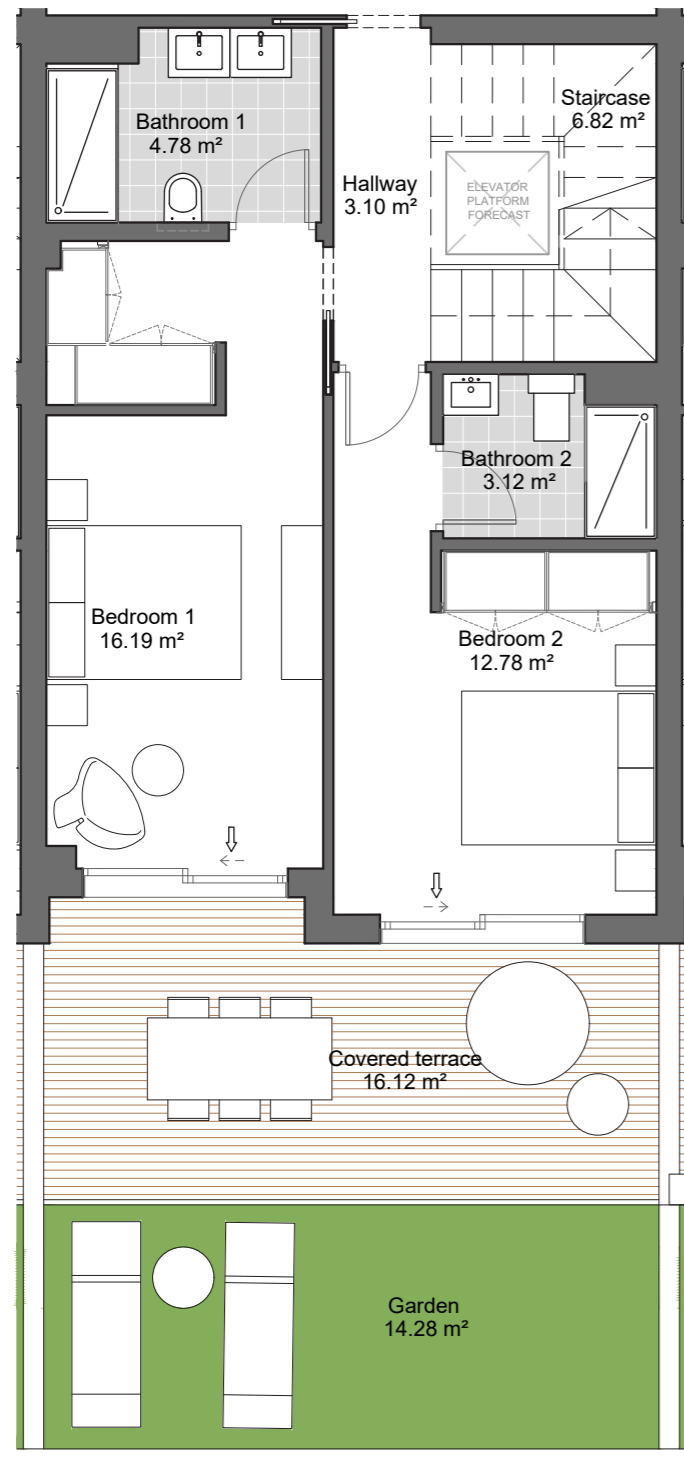 Bathroom 1
4.78 m²
Staircase
6.82 m²
Hallway
3.10 m²
ELEVATOR
PLATFORM
FORECAST
Bathroom 2
3.12 m²
Bedroom 1
16.19 m²
Bedroom 2
12.78 m²
Covered terrace
16.12 m²
Garden
14.28 m²